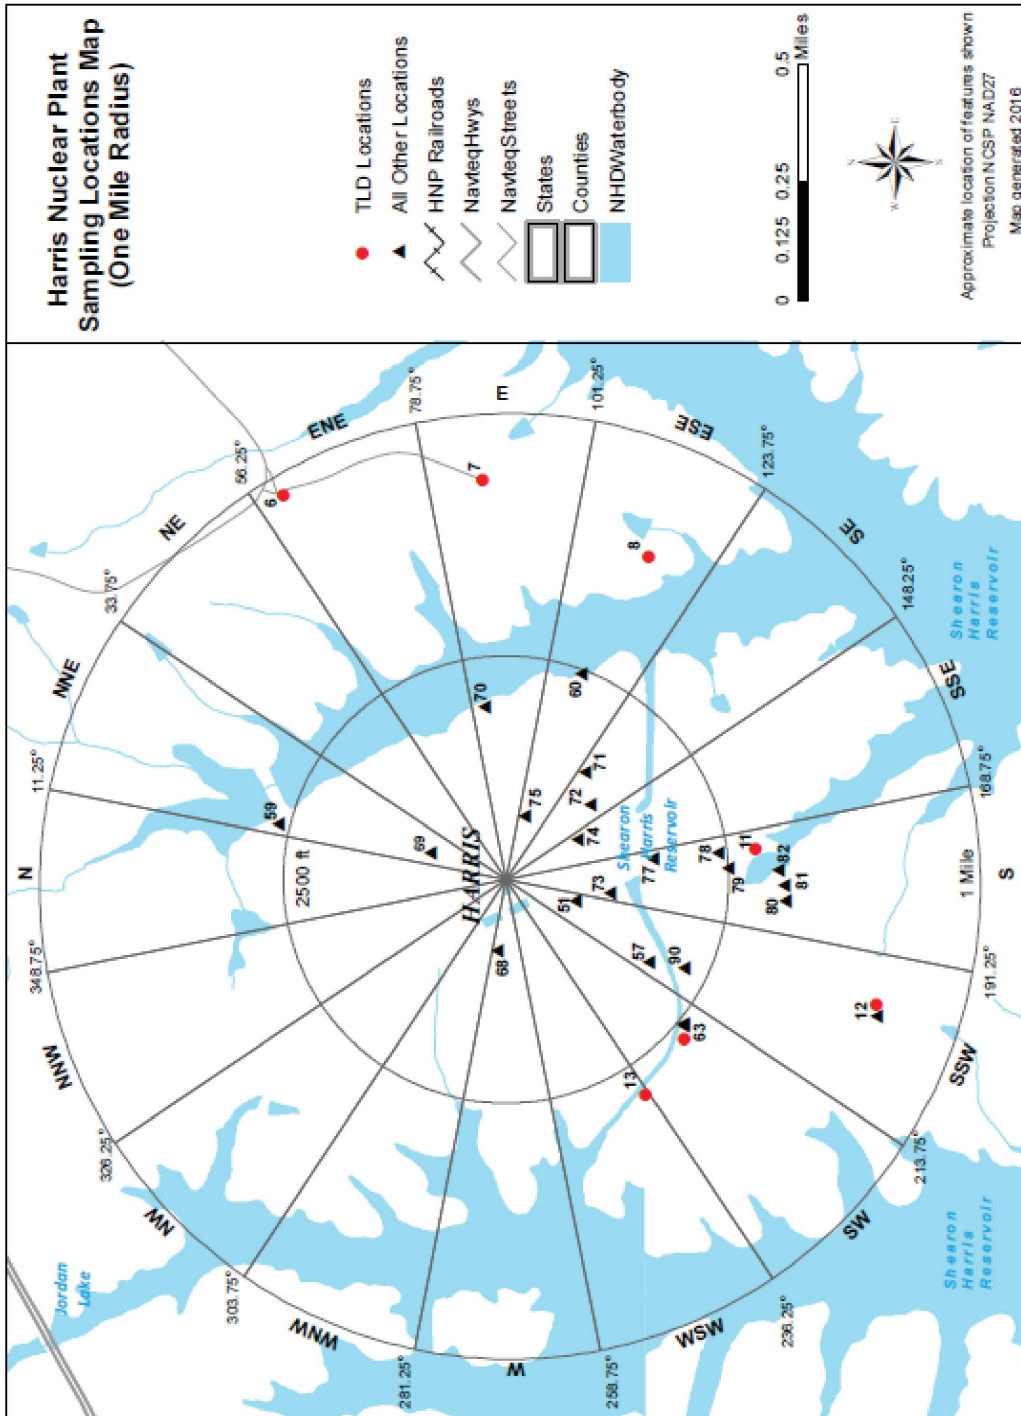 Harris Nuclear Plant
Sampling Locations Map
(One Mile Radius)
TLD Locations
All Other Locations
HNP Railroads
NavteqHwys
NavteqStreets
States
Counties
NHDWaterbody
0 0.125 0.25 0.5
Miles
N
E
S
W
Approximate location of features shown
Projection NCSP NAD27
Map generated 2016
N
11.25°
NNE
33.75°
NE
56.25°
ENE
78.75°
E
101.25°
ESE
123.75°
SE
148.25°
SSE
168.75°
S
191.25°
SSW
213.75°
SW
236.25°
WSW
258.75°
W
281.25°
WNW
303.75°
NW
326.25°
NNW
348.75°
2500 ft
1 Mile
HARRIS
Jordan
Lake
Shearon
Harris
Reservoir
Shearon
Harris
Reservoir
Shearon
Harris
Reservoir
6
7
8
59
69
70
60
75
71
72
74
68
51
73
77
57
90
63
13
78
79
11
82
81
80
12